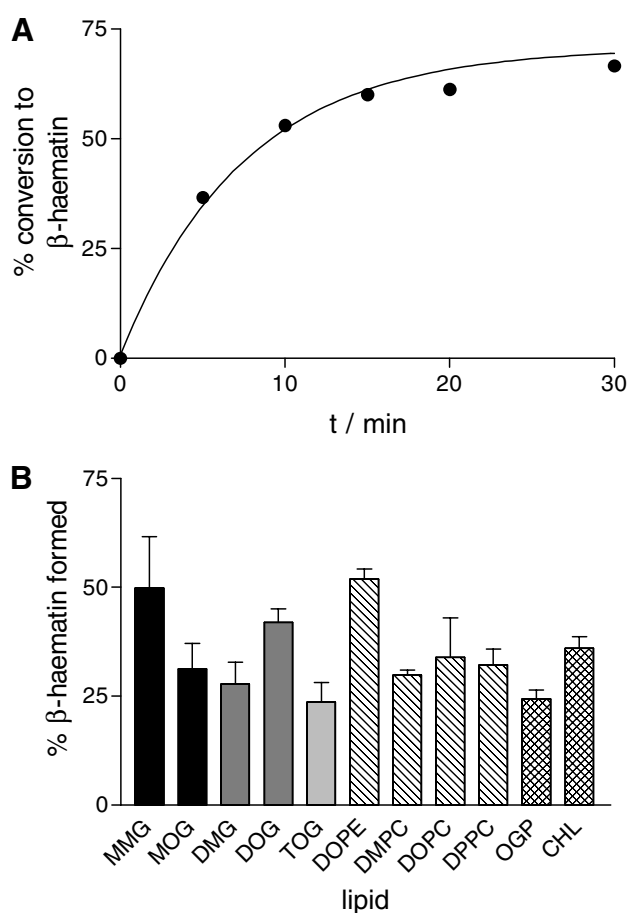 A
% conversion to
β-haematin
75
50
25
0
0 10 20 30
t / min
B
% β-haematin formed
75
50
25
0
MMG MOG DMG DOG TOG DOPE DMPC DOPC DPPC OGP CHL
lipid